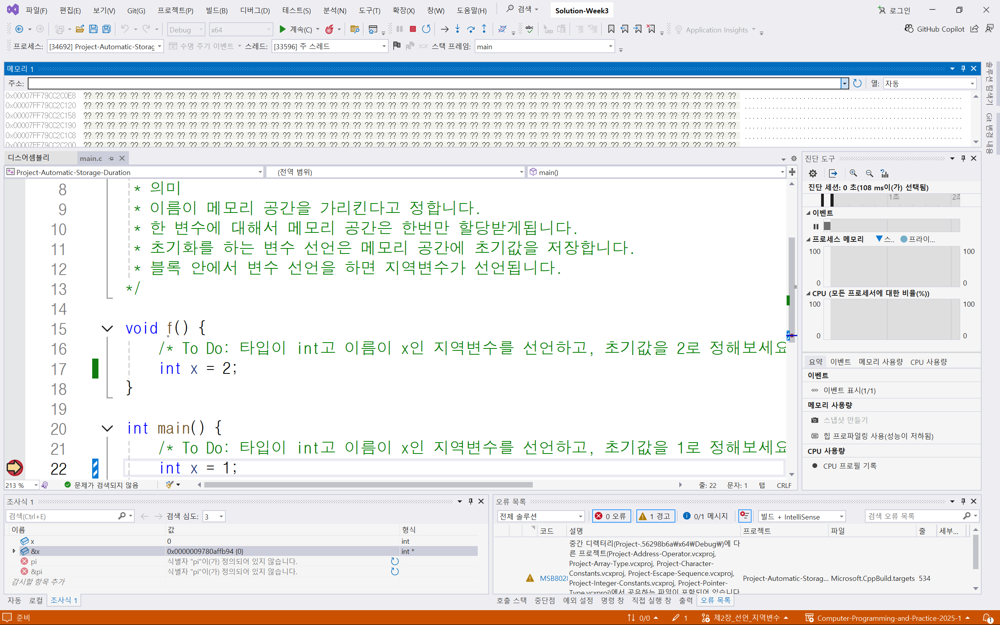 파일(F) 편집(E) 보기(V) Git(G) 프로젝트(P) 빌드(B) 디버그(D) 테스트(S) 분석(N) 도구(T) 확장(X) 창(W) 도움말(H) 검색 Solution-Week3 로그인
Debug x64 계속(C) abc Application Insights GitHub Copilot
프로세스: [34692] Project-Automatic-Storag 수명 주기 이벤트 스레드: [33596] 주 스레드 스택 프레임: main
메모리 1
주소: 열: 자동
0x00007FF79CC2C0E8 ?? ?? ?? ?? ?? ?? ?? ?? ?? ?? ?? ?? ?? ?? ?? ?? ?? ?? ?? ?? ?? ?? ?? ?? ?? ?? ?? ?? ?? ?? ?? ?? ?? ?? ?? ?? ?? ?? ?? ?? ?? ?? ?? ?? ?? ?? ?? ?? ?? ?? ?? ?? ?? ?? ?? ?? ........................................................
0x00007FF79CC2C120 ?? ?? ?? ?? ?? ?? ?? ?? ?? ?? ?? ?? ?? ?? ?? ?? ?? ?? ?? ?? ?? ?? ?? ?? ?? ?? ?? ?? ?? ?? ?? ?? ?? ?? ?? ?? ?? ?? ?? ?? ?? ?? ?? ?? ?? ?? ?? ?? ?? ?? ?? ?? ?? ?? ?? ?? ........................................................
0x00007FF79CC2C158 ?? ?? ?? ?? ?? ?? ?? ?? ?? ?? ?? ?? ?? ?? ?? ?? ?? ?? ?? ?? ?? ?? ?? ?? ?? ?? ?? ?? ?? ?? ?? ?? ?? ?? ?? ?? ?? ?? ?? ?? ?? ?? ?? ?? ?? ?? ?? ?? ?? ?? ?? ?? ?? ?? ?? ?? ........................................................
0x00007FF79CC2C190 ?? ?? ?? ?? ?? ?? ?? ?? ?? ?? ?? ?? ?? ?? ?? ?? ?? ?? ?? ?? ?? ?? ?? ?? ?? ?? ?? ?? ?? ?? ?? ?? ?? ?? ?? ?? ?? ?? ?? ?? ?? ?? ?? ?? ?? ?? ?? ?? ?? ?? ?? ?? ?? ?? ?? ?? ........................................................
0x00007FF79CC2C1C8 ?? ?? ?? ?? ?? ?? ?? ?? ?? ?? ?? ?? ?? ?? ?? ?? ?? ?? ?? ?? ?? ?? ?? ?? ?? ?? ?? ?? ?? ?? ?? ?? ?? ?? ?? ?? ?? ?? ?? ?? ?? ?? ?? ?? ?? ?? ?? ?? ?? ?? ?? ?? ?? ?? ?? ?? ........................................................
0x00007FF79CC2C200 ?? ?? ?? ?? ?? ?? ?? ?? ?? ?? ?? ?? ?? ?? ?? ?? ?? ?? ?? ?? ?? ?? ?? ?? ?? ?? ?? ?? ?? ?? ?? ?? ?? ?? ?? ?? ?? ?? ?? ?? ?? ?? ?? ?? ?? ?? ?? ?? ?? ?? ?? ?? ?? ?? ?? ??
솔루션 탐색기
Git 변경 내용
디스어셈블리 main.c
Project-Automatic-Storage-Duration (전역 범위) main()
8 * 의미
9 * 이름이 메모리 공간을 가리킨다고 정합니다.
10 * 한 변수에 대해서 메모리 공간은 한번만 할당받게됩니다.
11 * 초기화를 하는 변수 선언은 메모리 공간에 초기값을 저장합니다.
12 * 블록 안에서 변수 선언을 하면 지역변수가 선언됩니다.
13 */
14
15 void f() {
16 /* To Do: 타입이 int고 이름이 x인 지역변수를 선언하고, 초기값을 2로 정해보세요
17 int x = 2;
18 }
19
20 int main() {
21 /* To Do: 타입이 int고 이름이 x인 지역변수를 선언하고, 초기값을 1로 정해보세요
22 int x = 1;
213 % 문제가 검색되지 않음 줄: 22 문자: 1 탭 CRLF
진단 도구
진단 세션: 0 초(108 ms이(가) 선택됨)
1초 2초
이벤트
프로세스 메모리 스.. 프라이...
100 100
0 0
CPU (모든 프로세서에 대한 비율(%))
100 100
0 0
요약 이벤트 메모리 사용량 CPU 사용량
이벤트
이벤트 표시(1/1)
메모리 사용량
스냅샷 만들기
힙 프로파일링 사용(성능이 저하됨)
CPU 사용량
CPU 프로필 기록
조사식 1
검색(Ctrl+E) 검색 심도: 3
이름 값 형식
x 0 int
&x 0x0000009780affb94 {0} int *
pi 식별자 "pi"이(가) 정의되어 있지 않습니다.
&pi 식별자 "pi"이(가) 정의되어 있지 않습니다.
감시할 항목 추가
자동 로컬 조사식 1
오류 목록
전체 솔루션 0 오류 1 경고 0/1 메시지 빌드 + IntelliSense 검색 오류 목록
코드 설명 프로젝트 파일 줄 세부...
중간 디렉터리(Project-.56298b6a₩x64₩Debug₩)에 다
른 프로젝트(Project-Address-Operator.vcxproj,
Project-Array-Type.vcxproj, Project-Character-
Constants.vcxproj, Project-Escape-Sequence.vcxproj,
MSB8028 Project-Integer-Constants.vcxproj, Project-Pointer- Project-Automatic-Storag... Microsoft.CppBuild.targets 534
Type.vcxproj)에서 공유하는 파일이 포함되어 있습니다
호출 스택 중단점 예외 설정 명령 창 직접 실행 창 출력 오류 목록
준비 0/0 1 제2장_선언_지역변수 Computer-Programming-and-Practice-2025-1 1